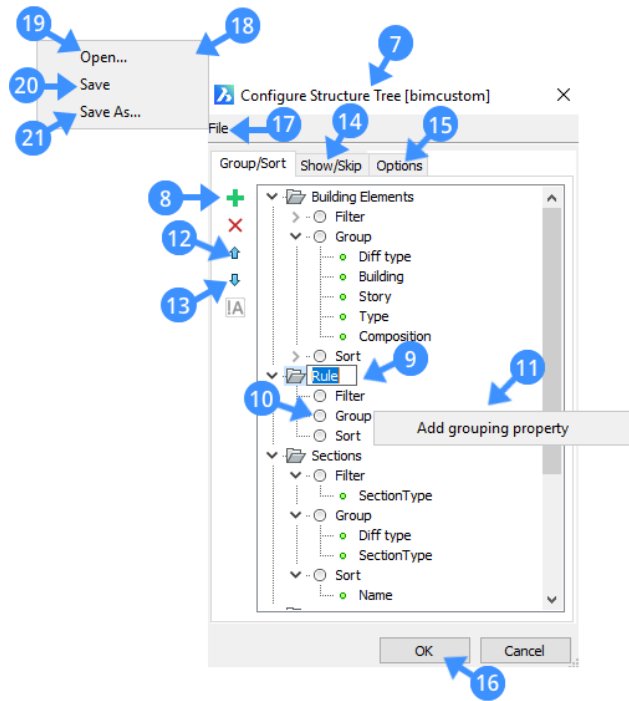 19
18
Open...
7
20
Save
Configure Structure Tree [bimcustom]
Save As...
21
File
17
14
15
Group/Sort Show/Skip Options
8
Building Elements
Filter
12
Group
Diff type
Building
13
Story
!A
Type
Composition
Sort
9
Rule
11
10
Filter
Group
Add grouping property
Sort
Sections
Filter
SectionType
Group
Diff type
SectionType
Sort
Name
OK Cancel
16